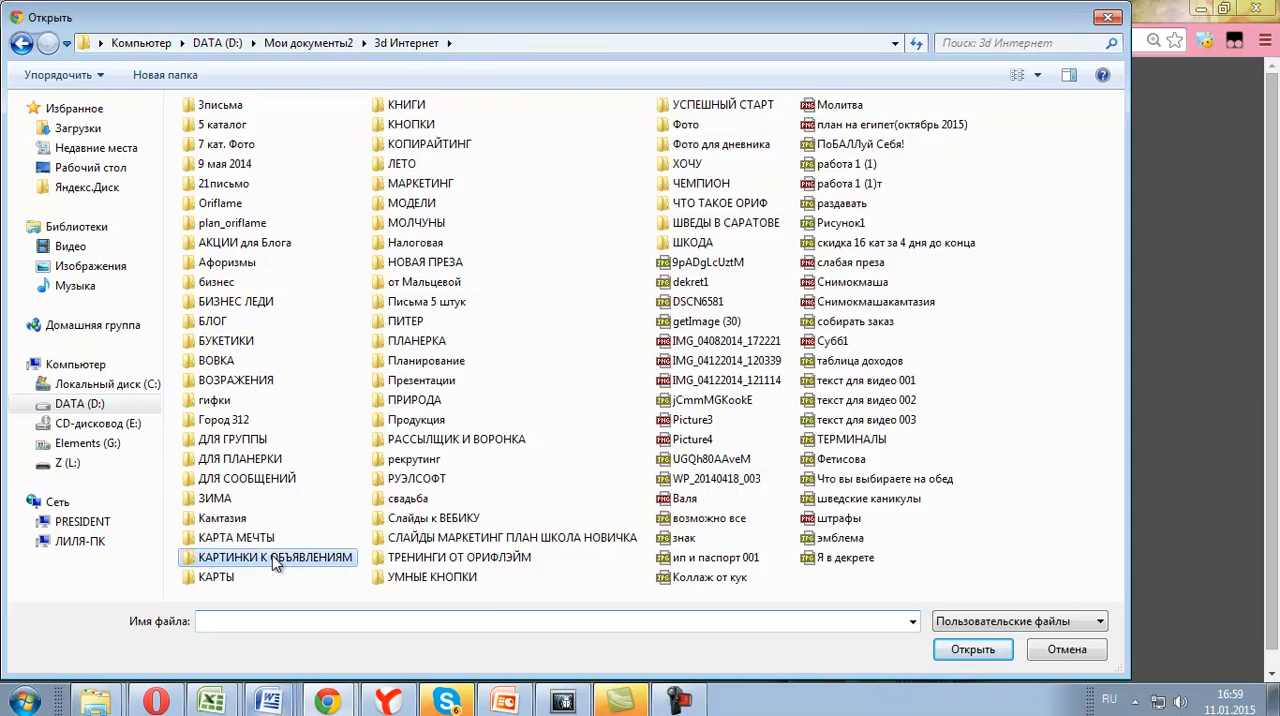 Открыть
Компьютер DATA (D:) Мои документы2 3d Интернет
Поиск: 3d Интернет
Упорядочить Новая папка
Избранное
Загрузки
Недавние места
Рабочий стол
Яндекс.Диск
Библиотеки
Видео
Изображения
Музыка
Домашняя группа
Компьютер
Локальный диск (C:)
DATA (D:)
CD-дисковод (E:)
Elements (G:)
Z (L:)
Сеть
PRESIDENT
ЛИЛЯ-ПК
3письма
5 каталог
7 кат. Фото
9 мая 2014
21письмо
Oriflame
plan_oriflame
АКЦИИ для Блога
Афоризмы
бизнес
БИЗНЕС ЛЕДИ
БЛОГ
БУКЕТИКИ
ВОВКА
ВОЗРАЖЕНИЯ
гифки
Город 312
ДЛЯ ГРУППЫ
ДЛЯ ПЛАНЕРКИ
ДЛЯ СООБЩЕНИЙ
ЗИМА
Камтазия
КАРТА МЕЧТЫ
КАРТИНКИ К ОБЪЯВЛЕНИЯМ
КАРТЫ
КНИГИ
КНОПКИ
КОПИРАЙТИНГ
ЛЕТО
МАРКЕТИНГ
МОДЕЛИ
МОЛЧУНЫ
Налоговая
НОВАЯ ПРЕЗА
от Мальцевой
Письма 5 штук
ПИТЕР
ПЛАНЕРКА
Планирование
Презентации
ПРИРОДА
Продукция
РАССЫЛЩИК И ВОРОНКА
рекрутинг
РУЭЛСОФТ
свадьба
Слайды к ВЕБИКУ
СЛАЙДЫ МАРКЕТИНГ ПЛАН ШКОЛА НОВИЧКА
ТРЕНИНГИ ОТ ОРИФЛЭЙМ
УМНЫЕ КНОПКИ
УСПЕШНЫЙ СТАРТ
Фото
Фото для дневника
ХОЧУ
ЧЕМПИОН
ЧТО ТАКОЕ ОРИФ
ШВЕДЫ В САРАТОВЕ
ШКОДА
9pADgLcUztM
dekret1
DSCN6581
getImage (30)
IMG_04082014_172221
IMG_04122014_120339
IMG_04122014_121114
jCmmMGKookE
Picture3
Picture4
UGQh80AAveM
WP_20140418_003
Валя
возможно все
знак
ип и паспорт 001
Коллаж от кук
Молитва
план на египет(октябрь 2015)
ПоБАЛЛуй Себя!
работа 1 (1)
работа 1 (1)т
раздавать
Рисунок1
скидка 16 кат за 4 дня до конца
слабая преза
Снимокмаша
Снимокмашакамтазия
собирать заказ
Субб1
таблица доходов
текст для видео 001
текст для видео 002
текст для видео 003
ТЕРМИНАЛЫ
Фетисова
Что вы выбираете на обед
шведские каникулы
штрафы
эмблема
Я в декрете
Имя файла:
Пользовательские файлы
Открыть Отмена
RU
16:59
11.01.2015